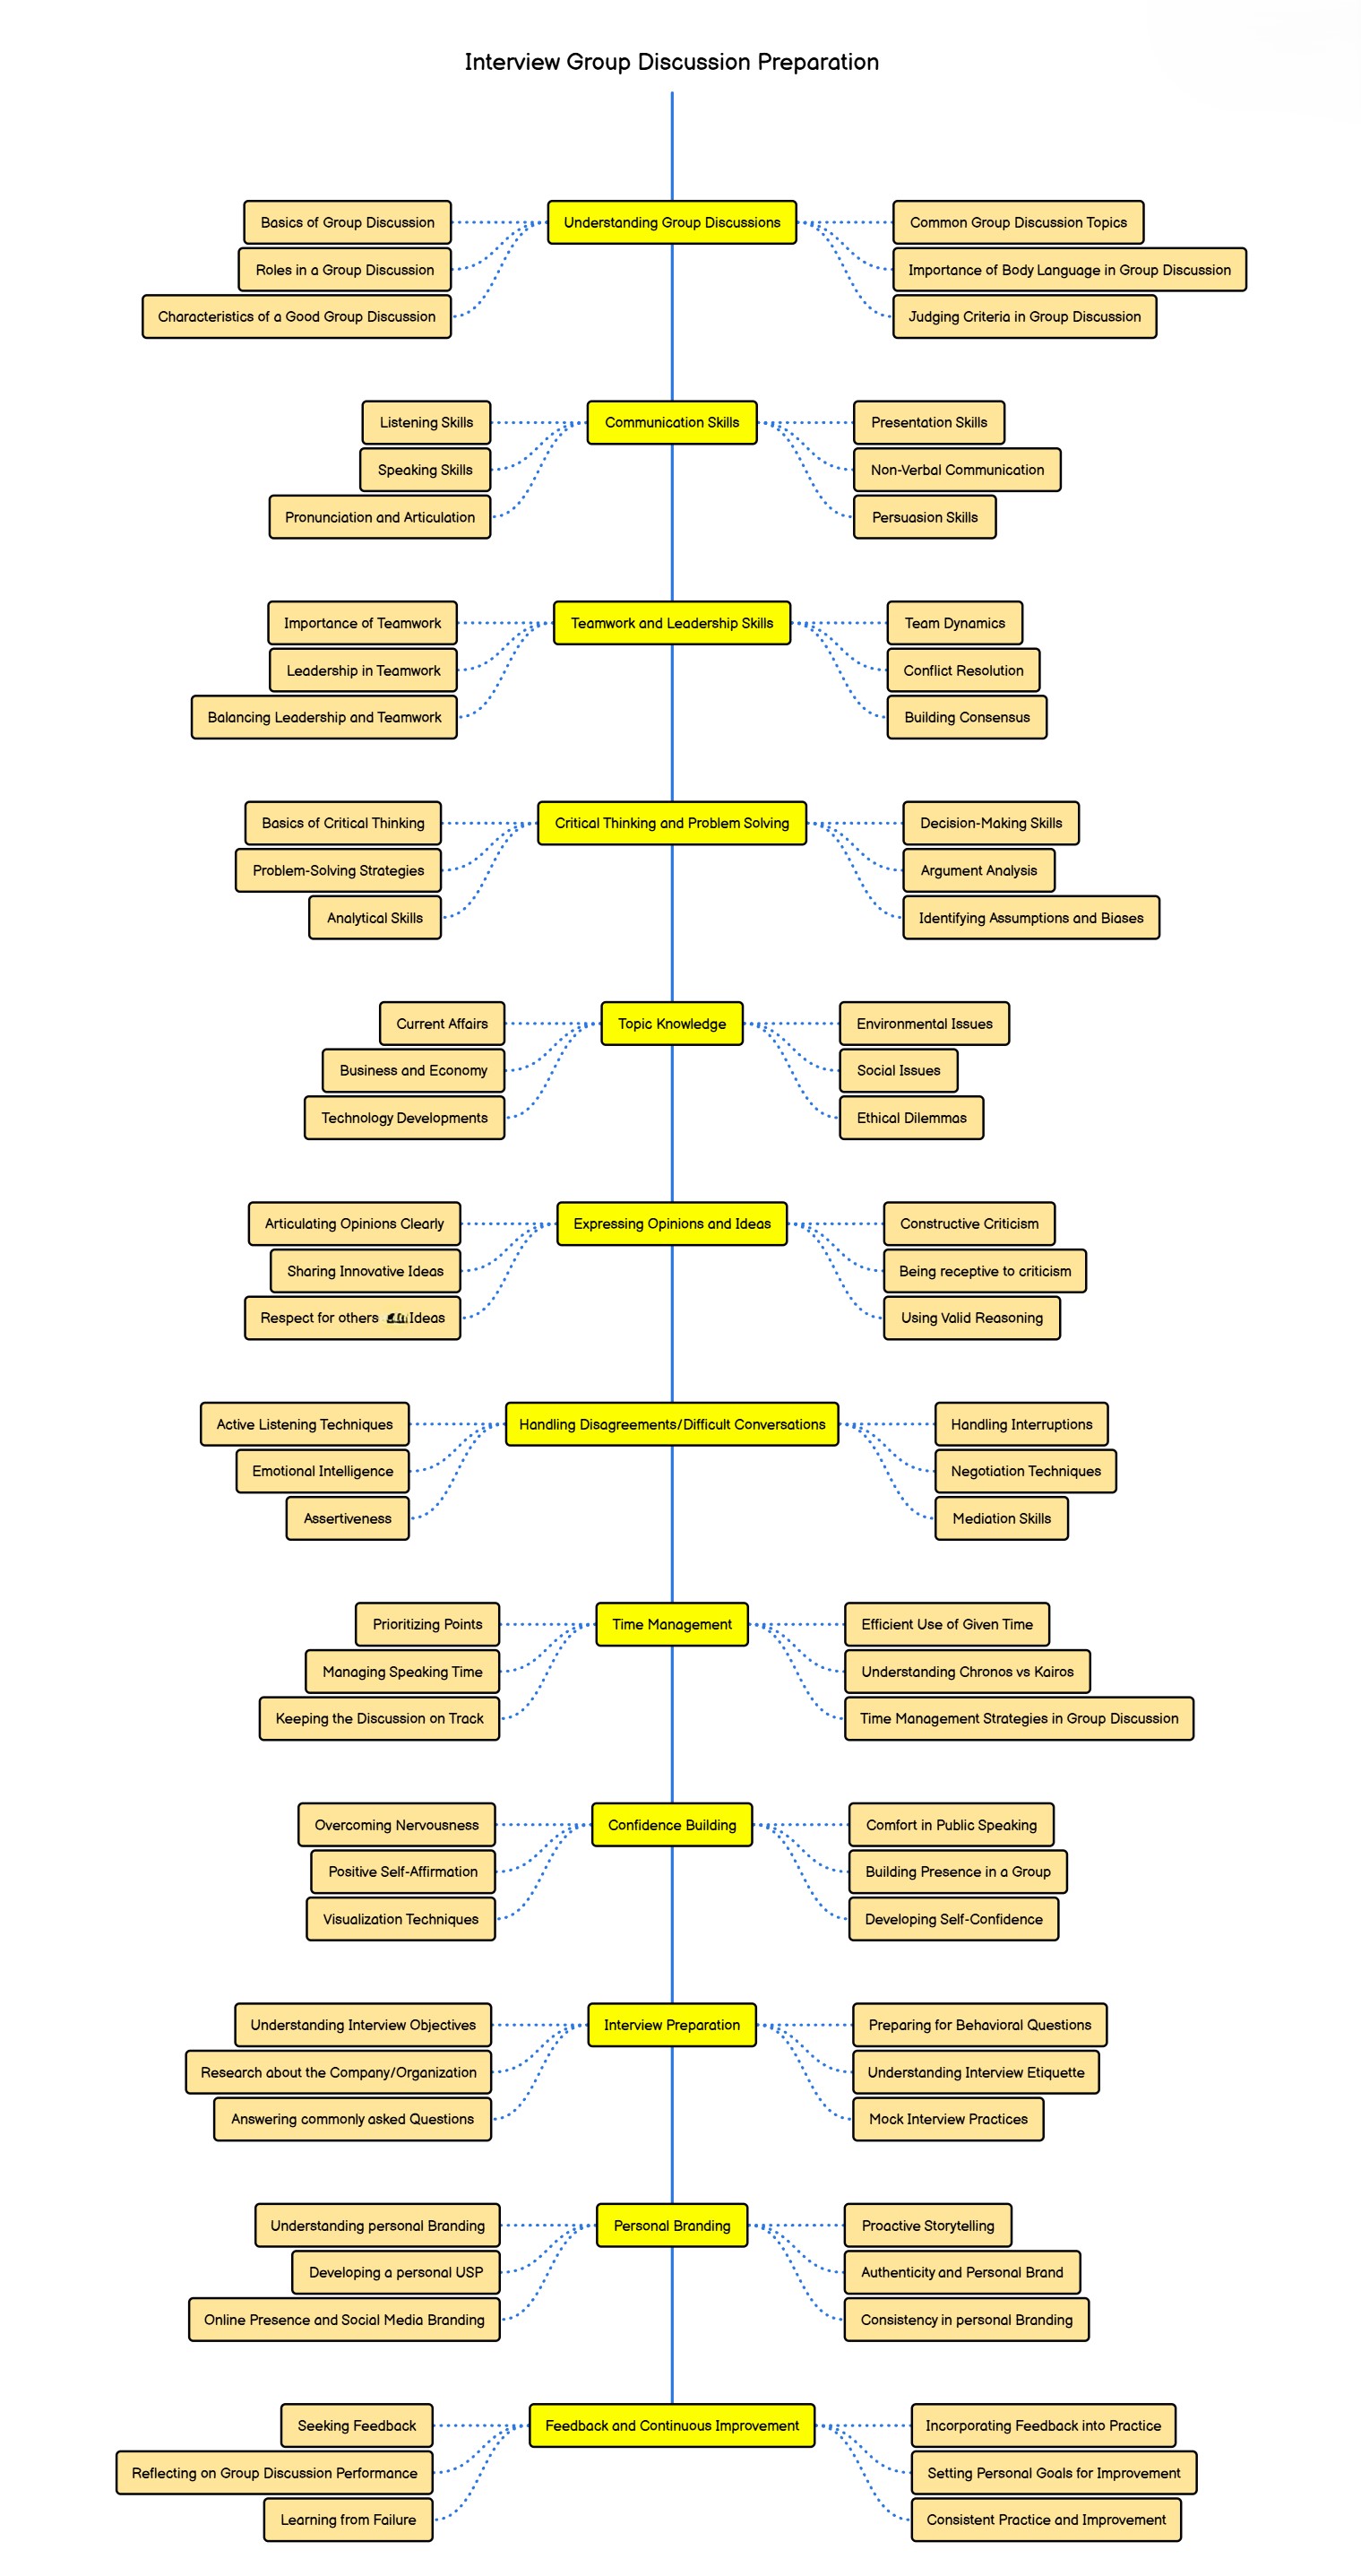 Interview Group Discussion Preparation
Understanding Group Discussions
Basics of Group Discussion
Roles in a Group Discussion
Characteristics of a Good Group Discussion
Common Group Discussion Topics
Importance of Body Language in Group Discussion
Judging Criteria in Group Discussion
Communication Skills
Listening Skills
Speaking Skills
Pronunciation and Articulation
Presentation Skills
Non-Verbal Communication
Persuasion Skills
Teamwork and Leadership Skills
Importance of Teamwork
Leadership in Teamwork
Balancing Leadership and Teamwork
Team Dynamics
Conflict Resolution
Building Consensus
Critical Thinking and Problem Solving
Basics of Critical Thinking
Problem-Solving Strategies
Analytical Skills
Decision-Making Skills
Argument Analysis
Identifying Assumptions and Biases
Topic Knowledge
Current Affairs
Business and Economy
Technology Developments
Environmental Issues
Social Issues
Ethical Dilemmas
Expressing Opinions and Ideas
Articulating Opinions Clearly
Sharing Innovative Ideas
Respect for others Ideas
Constructive Criticism
Being receptive to criticism
Using Valid Reasoning
Handling Disagreements/Difficult Conversations
Active Listening Techniques
Emotional Intelligence
Assertiveness
Handling Interruptions
Negotiation Techniques
Mediation Skills
Time Management
Prioritizing Points
Managing Speaking Time
Keeping the Discussion on Track
Efficient Use of Given Time
Understanding Chronos vs Kairos
Time Management Strategies in Group Discussion
Confidence Building
Overcoming Nervousness
Positive Self-Affirmation
Visualization Techniques
Comfort in Public Speaking
Building Presence in a Group
Developing Self-Confidence
Interview Preparation
Understanding Interview Objectives
Research about the Company/Organization
Answering commonly asked Questions
Preparing for Behavioral Questions
Understanding Interview Etiquette
Mock Interview Practices
Personal Branding
Understanding personal Branding
Developing a personal USP
Online Presence and Social Media Branding
Proactive Storytelling
Authenticity and Personal Brand
Consistency in personal Branding
Feedback and Continuous Improvement
Seeking Feedback
Reflecting on Group Discussion Performance
Learning from Failure
Incorporating Feedback into Practice
Setting Personal Goals for Improvement
Consistent Practice and Improvement